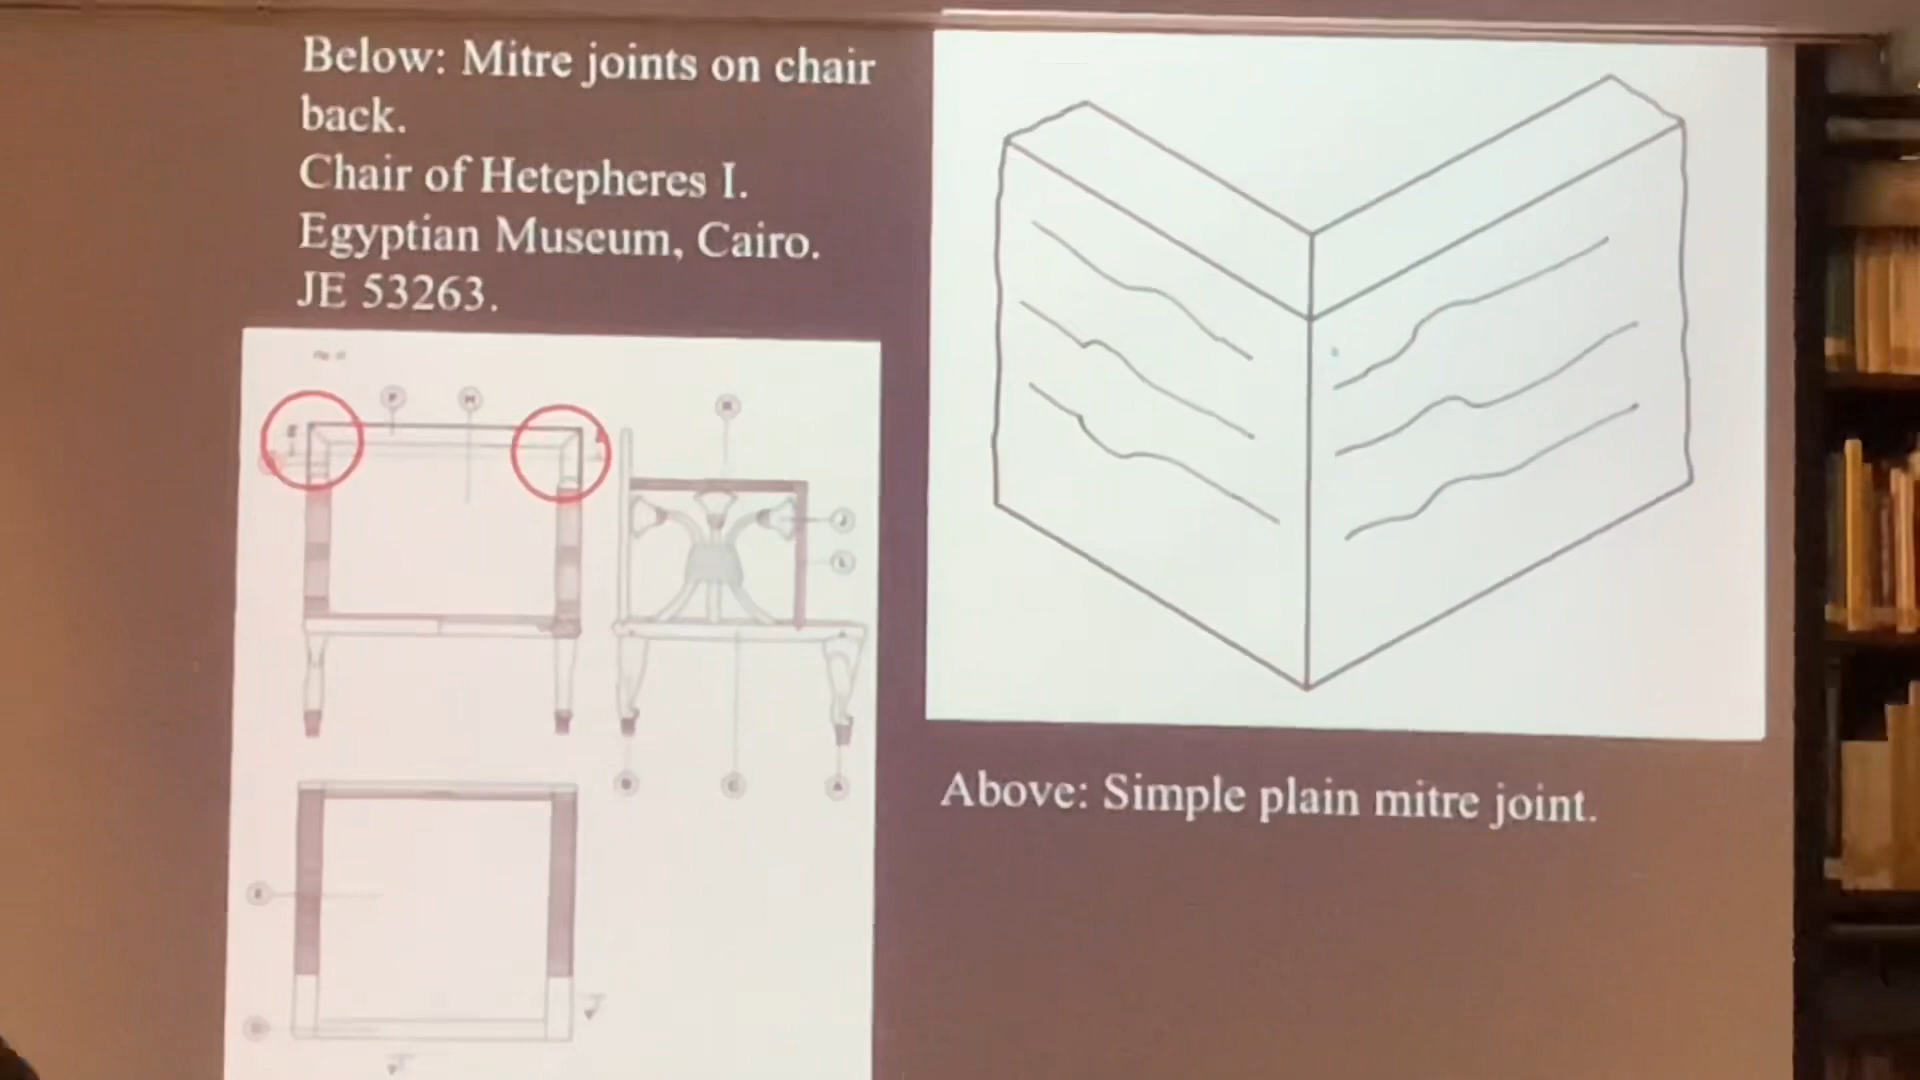 Below: Mitre joints on chair
back.
Chair of Hetepheres I.
Egyptian Museum, Cairo.
JE 53263.
Above: Simple plain mitre joint.